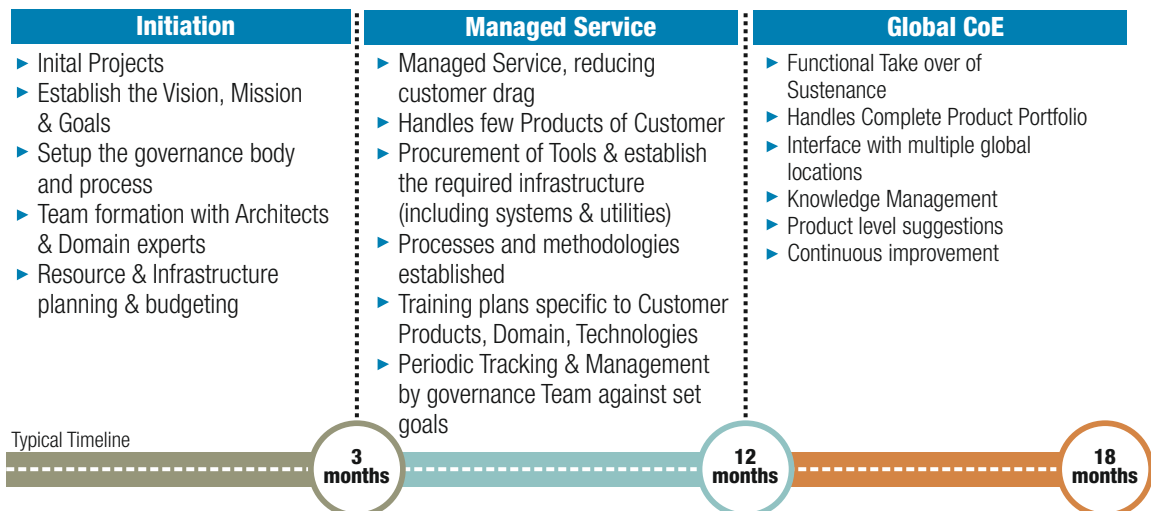 Initiation
► Inital Projects
► Establish the Vision, Mission
& Goals
► Setup the governance body
and process
► Team formation with Architects
& Domain experts
► Resource & Infrastructure
planning & budgeting
Managed Service
► Managed Service, reducing
customer drag
► Handles few Products of Customer
► Procurement of Tools & establish
the required infrastructure
(including systems & utilities)
► Processes and methodologies
established
► Training plans specific to Customer
Products, Domain, Technologies
► Periodic Tracking & Management
by governance Team against set
goals
Global CoE
► Functional Take over of
Sustenance
► Handles Complete Product Portfolio
► Interface with multiple global
locations
► Knowledge Management
► Product level suggestions
► Continuous improvement
Typical Timeline
3
months
12
months
18
months